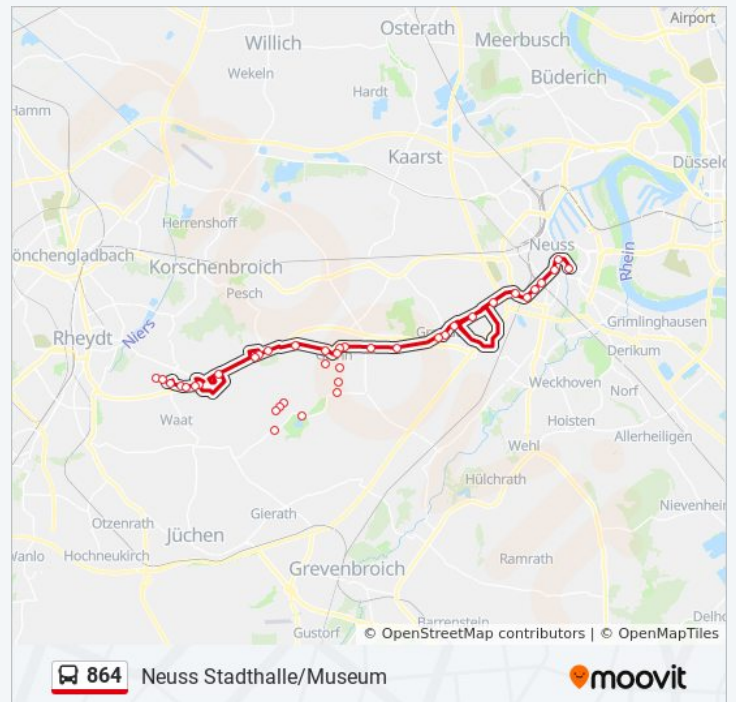 Airport
Osterath
Meerbusch
Willich
Büderich
Wekeln
Hardt
Kaarst
Düsseld
Herrenshoff
Neuss
önchengladbach
Korschenbroich
Rhein
Pesch
Niers
Grimlinghausen
Rheydt
Derikum
Weckhoven
Norf
Waat
Hoisten
Allerheiligen
Wehl
Hülchrath
Nievenhein
Gierath
Otzenrath
Jüchen
Wanlo
Hochneukirch
Ramrath
Grevenbroich
Barrenstein
Delho
Gustorf
© OpenStreetMap contributors | © OpenMapTiles
864 Neuss Stadthalle/Museum
moovit